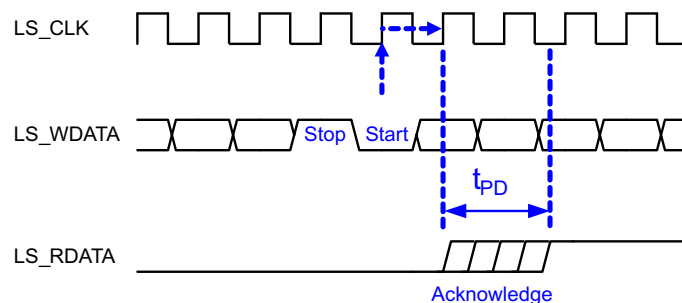 LS_CLK
LS_WDATA
Stop
Start
tPD
LS_RDATA
Acknowledge